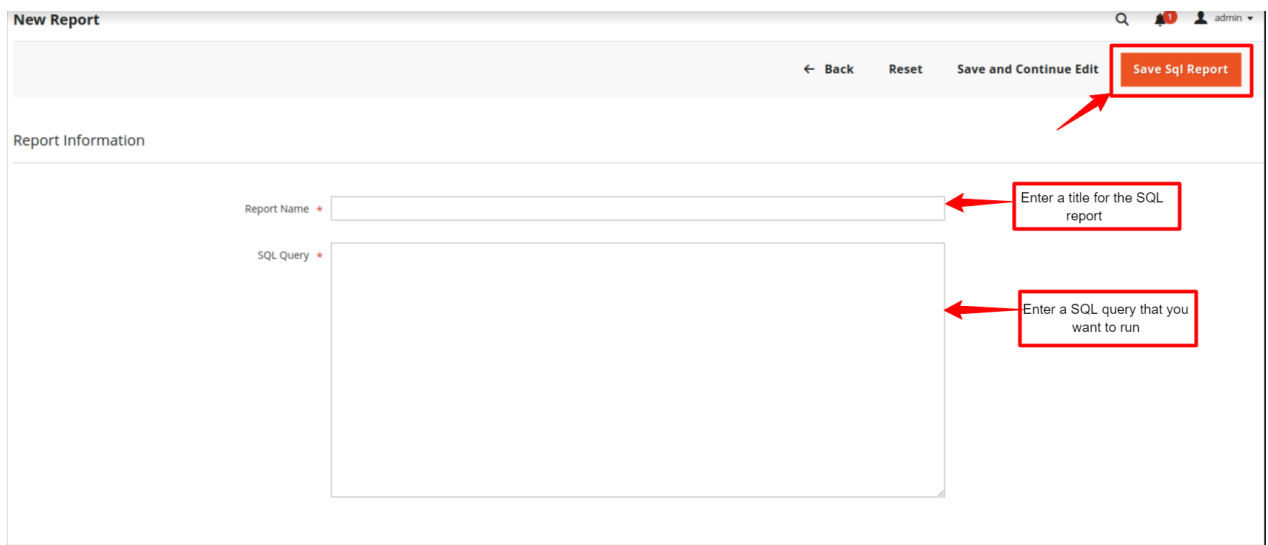 New Report
1
admin
← Back
Reset
Save and Continue Edit
Save Sql Report
Report Information
Report Name *
Enter a title for the SQL
report
SQL Query *
Enter a SQL query that you
want to run